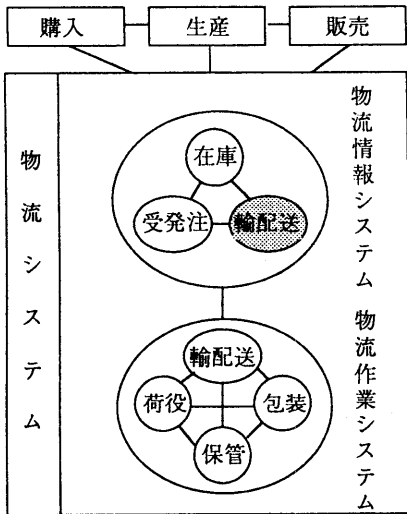 購入 生産 販売
物流システム
物流情報システム
在庫
受発注 輸配送
物流作業システム
輸配送
荷役 包装
保管